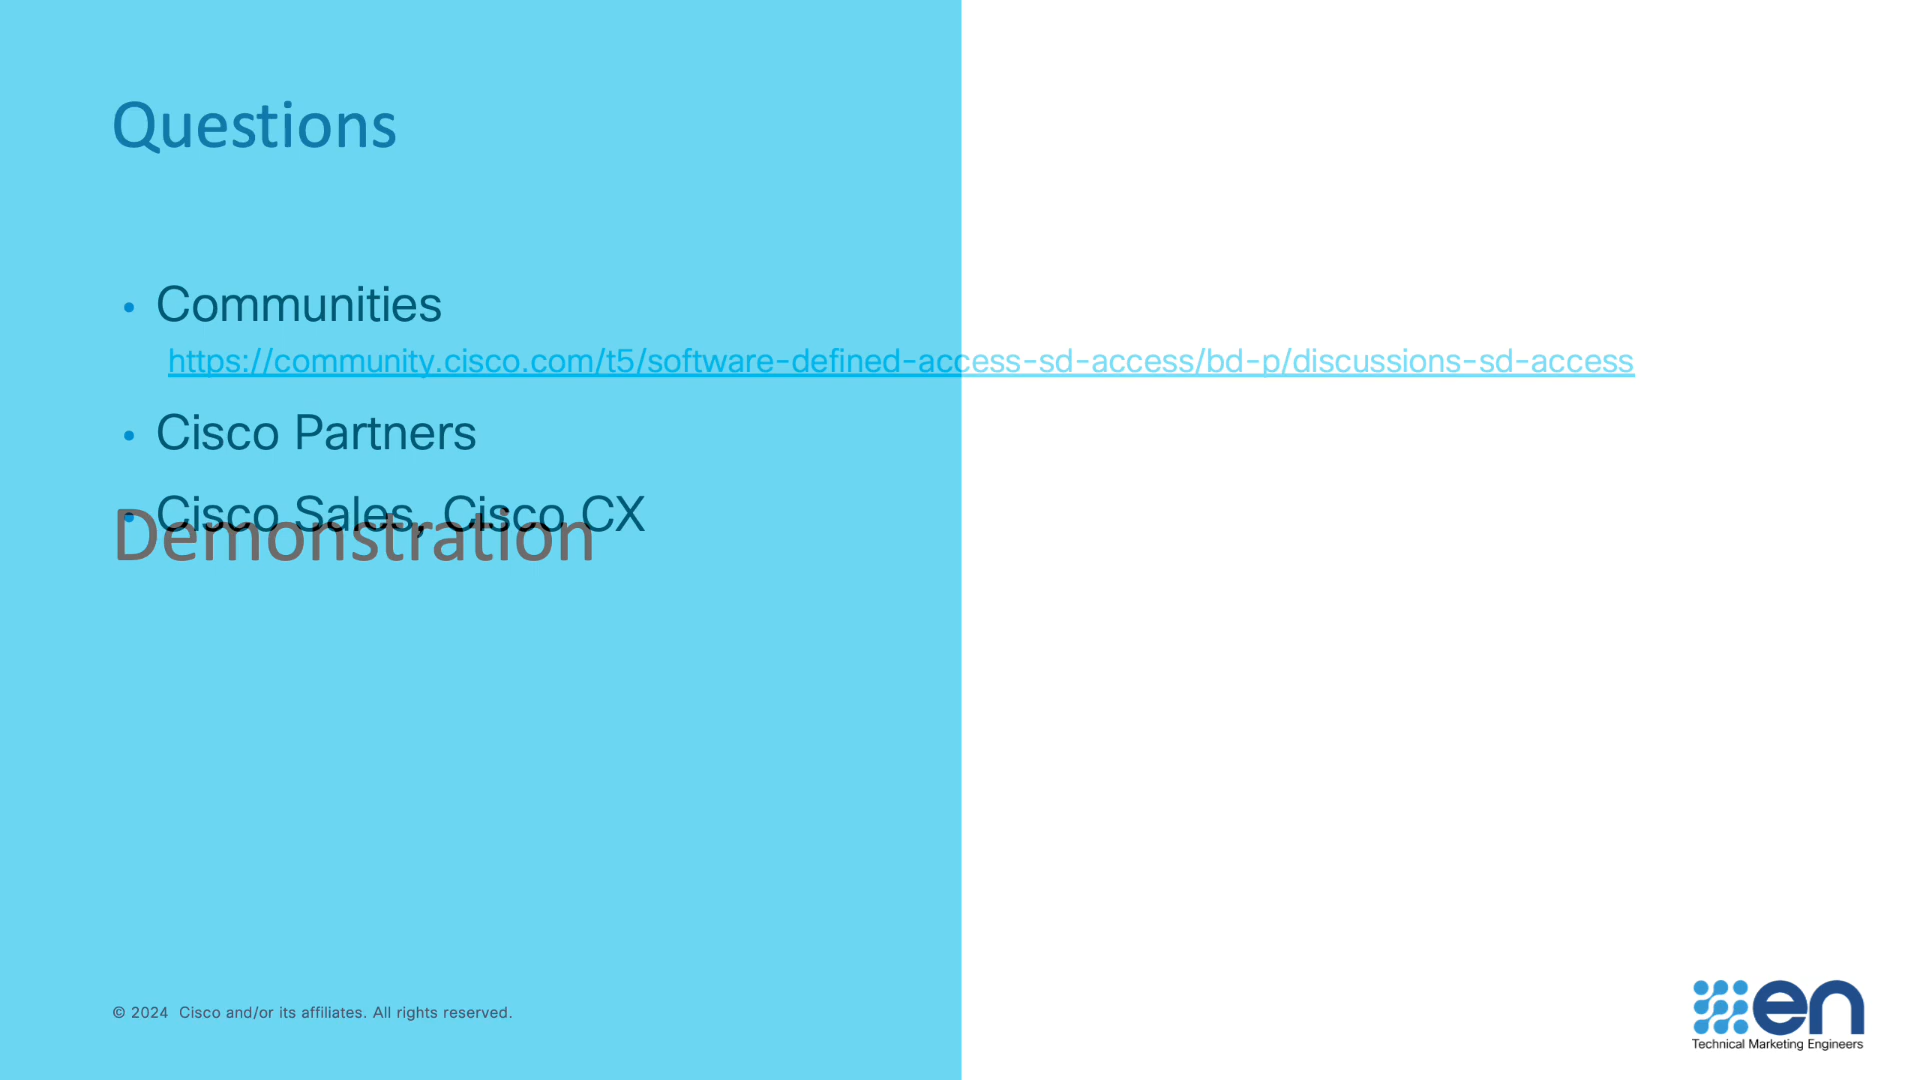 Questions
• Communities
https://community.cisco.com/t5/software-defined-access-sd-access/bd-p/discussions-sd-access
• Cisco Partners
• Cisco Sales, Cisco CX
Demonstration
© 2024 Cisco and/or its affiliates. All rights reserved.
en
Technical Marketing Engineers